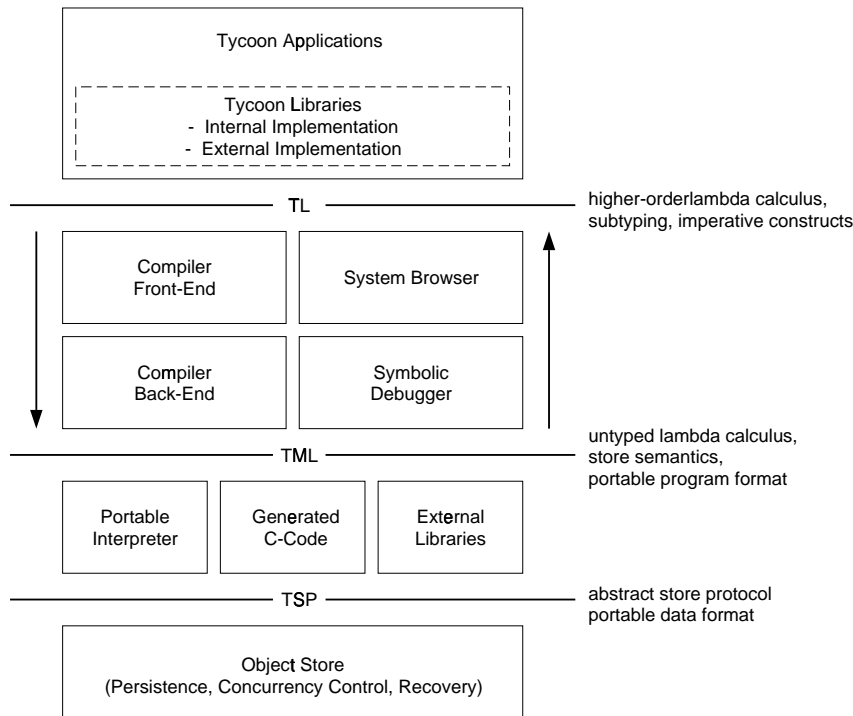 Tycoon Applications
Tycoon Libraries
- Internal Implementation
- External Implementation
TL
higher-orderlambda calculus,
subtyping, imperative constructs
Compiler
Front-End
System Browser
Compiler
Back-End
Symbolic
Debugger
TML
untyped lambda calculus,
store semantics,
portable program format
Portable
Interpreter
Generated
C-Code
External
Libraries
TSP
abstract store protocol
portable data format
Object Store
(Persistence, Concurrency Control, Recovery)